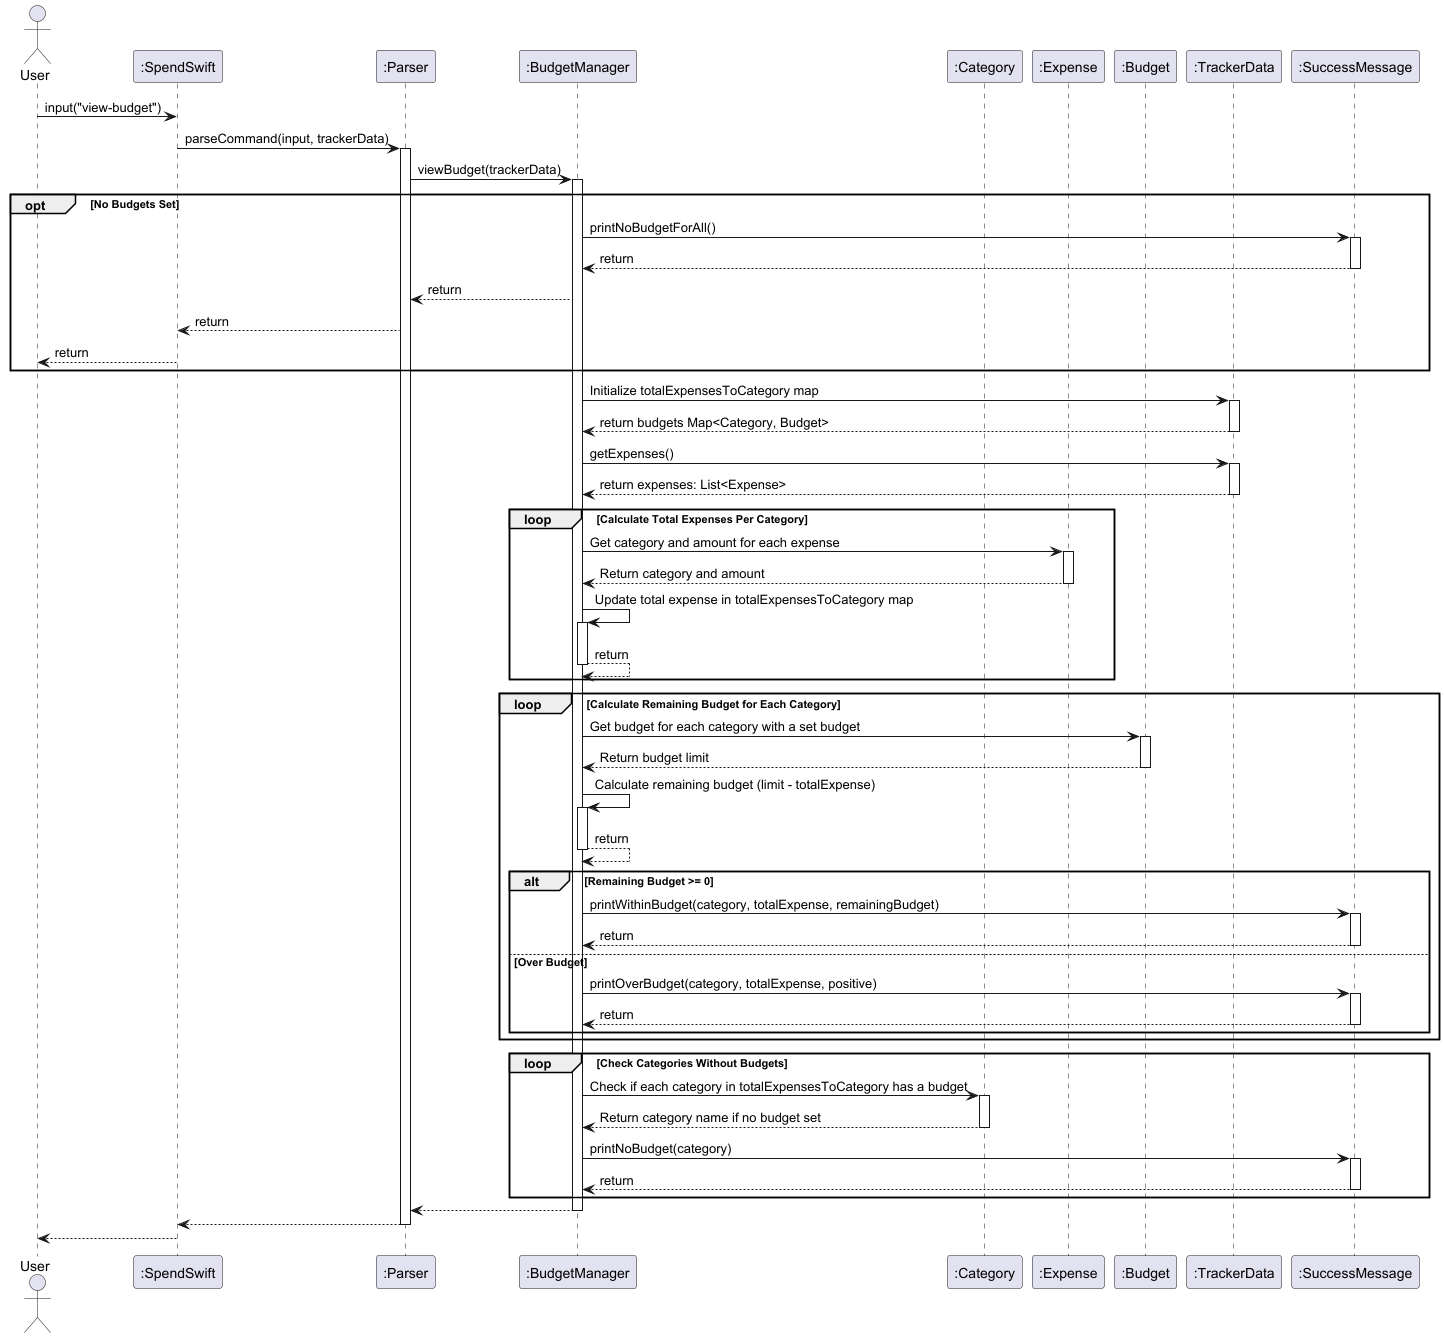 User
:SpendSwift
:Parser
:BudgetManager
:Category
:Expense
:Budget
:TrackerData
:SuccessMessage
input("view-budget")
parseCommand(input, trackerData)
viewBudget(trackerData)
opt
[No Budgets Set]
printNoBudgetForAll()
return
return
return
return
Initialize totalExpensesToCategory map
return budgets Map<Category, Budget>
getExpenses()
return expenses: List<Expense>
loop
[Calculate Total Expenses Per Category]
Get category and amount for each expense
Return category and amount
Update total expense in totalExpensesToCategory map
return
loop
[Calculate Remaining Budget for Each Category]
Get budget for each category with a set budget
Return budget limit
Calculate remaining budget (limit - totalExpense)
return
alt
[Remaining Budget >= 0]
printWithinBudget(category, totalExpense, remainingBudget)
return
[Over Budget]
printOverBudget(category, totalExpense, positive)
return
loop
[Check Categories Without Budgets]
Check if each category in totalExpensesToCategory has a budget
Return category name if no budget set
printNoBudget(category)
return
User
:SpendSwift
:Parser
:BudgetManager
:Category
:Expense
:Budget
:TrackerData
:SuccessMessage